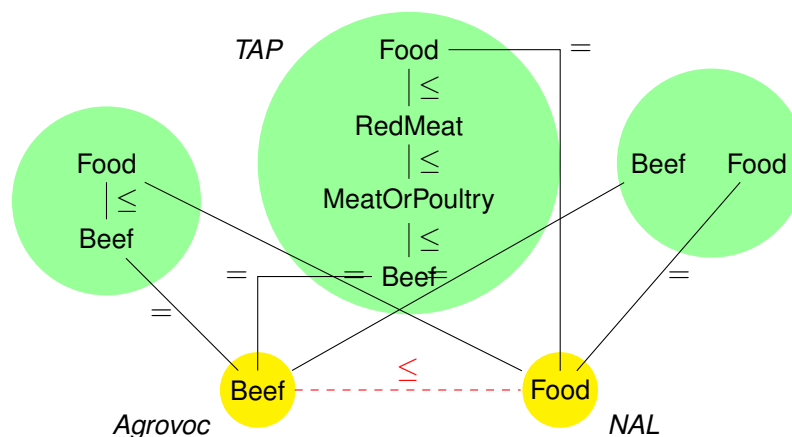 TAP Food =
≤
RedMeat
Food ≤ Beef Food
≤ MeatOrPoultry
Beef ≤
= = Beef = =
=
≤
Beef Food
Agrovoc NAL